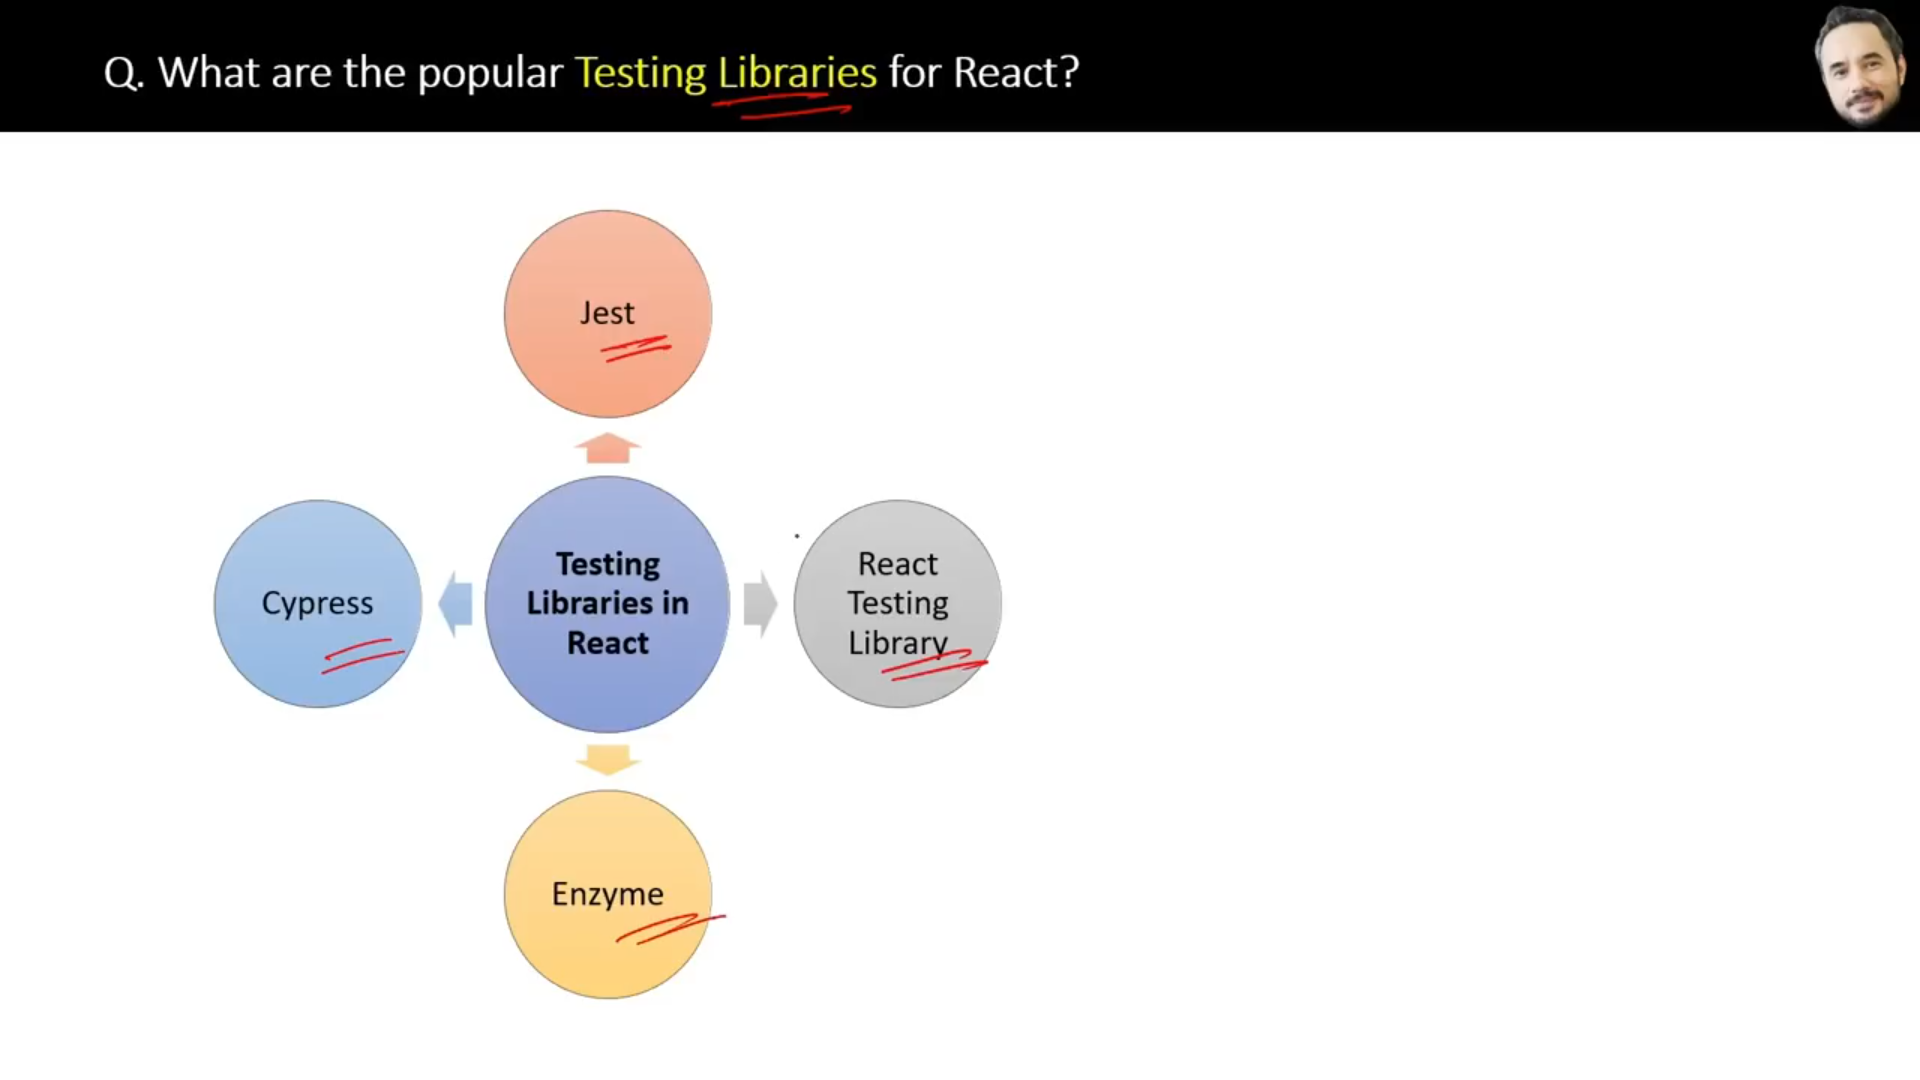 Q. What are the popular Testing Libraries for React?
Jest
Cypress
Testing
Libraries in
React
React
Testing
Library
Enzyme